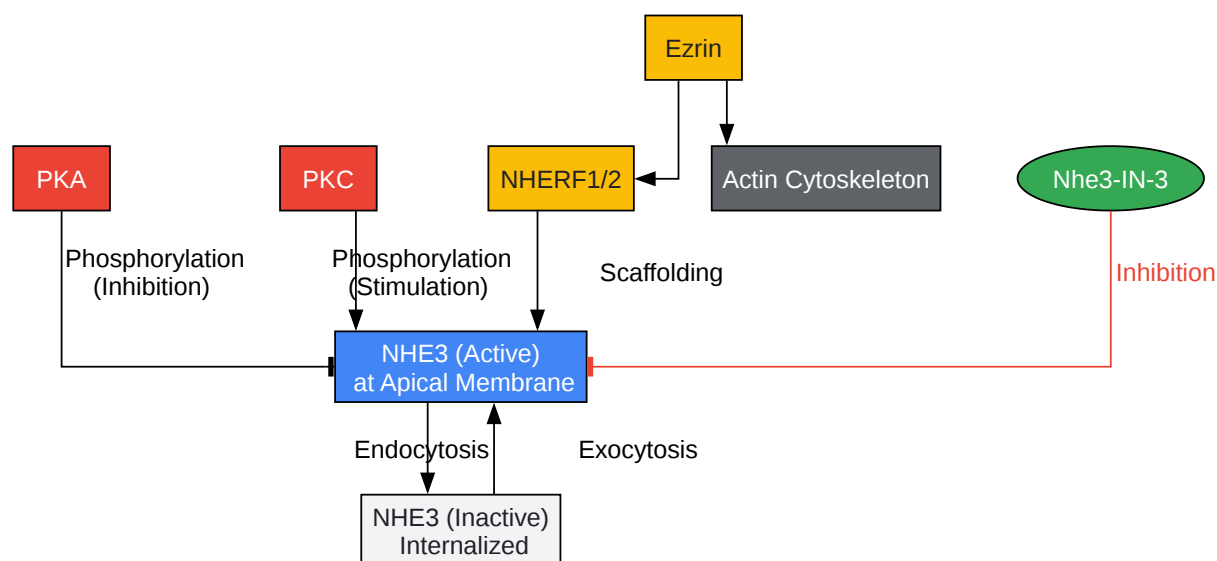 Ezrin
PKA
PKC
NHERF1/2
Actin Cytoskeleton
Nhe3-IN-3
Phosphorylation
(Inhibition)
Phosphorylation
(Stimulation)
Scaffolding
Inhibition
NHE3 (Active)
at Apical Membrane
Endocytosis
Exocytosis
NHE3 (Inactive)
Internalized